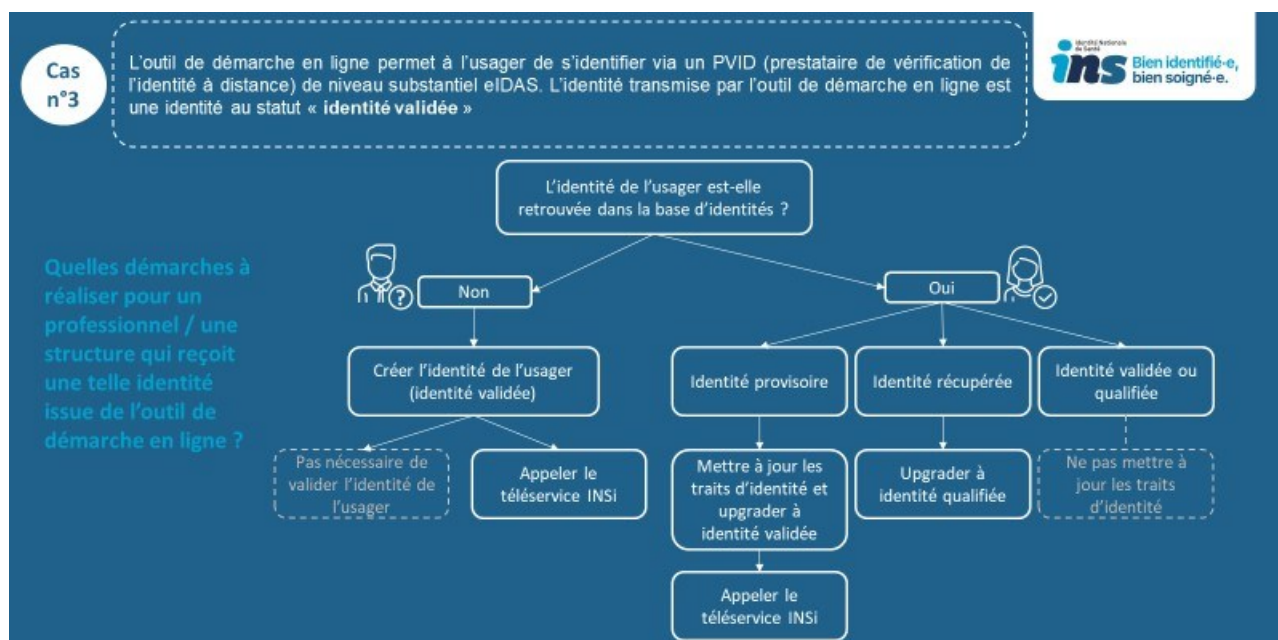 Cas
n°3
L'outil de démarche en ligne permet à l'usager de s'identifier via un PVID (prestataire de vérification de
l'identité à distance) de niveau substantiel eIDAS. L'identité transmise par l'outil de démarche en ligne est
une identité au statut « identité validée »
Identité Nationale
de Santé
ins
Bien identifié·e,
bien soigné·e.
L'identité de l'usager est-elle
retrouvée dans la base d'identités ?
Quelles démarches à
réaliser pour un
professionnel / une
structure qui reçoit
une telle identité
issue de l'outil de
démarche en ligne ?
Non
?
Oui
Créer l'identité de l'usager
(identité validée)
Identité provisoire
Identité récupérée
Identité validée ou
qualifiée
Pas nécessaire de
valider l'identité de
l'usager
Appeler le
téléservice INSi
Mettre à jour les
traits d'identité et
upgrader à
identité validée
Upgrader à
identité qualifiée
Ne pas mettre à
jour les traits
d'identité
Appeler le
téléservice INSi